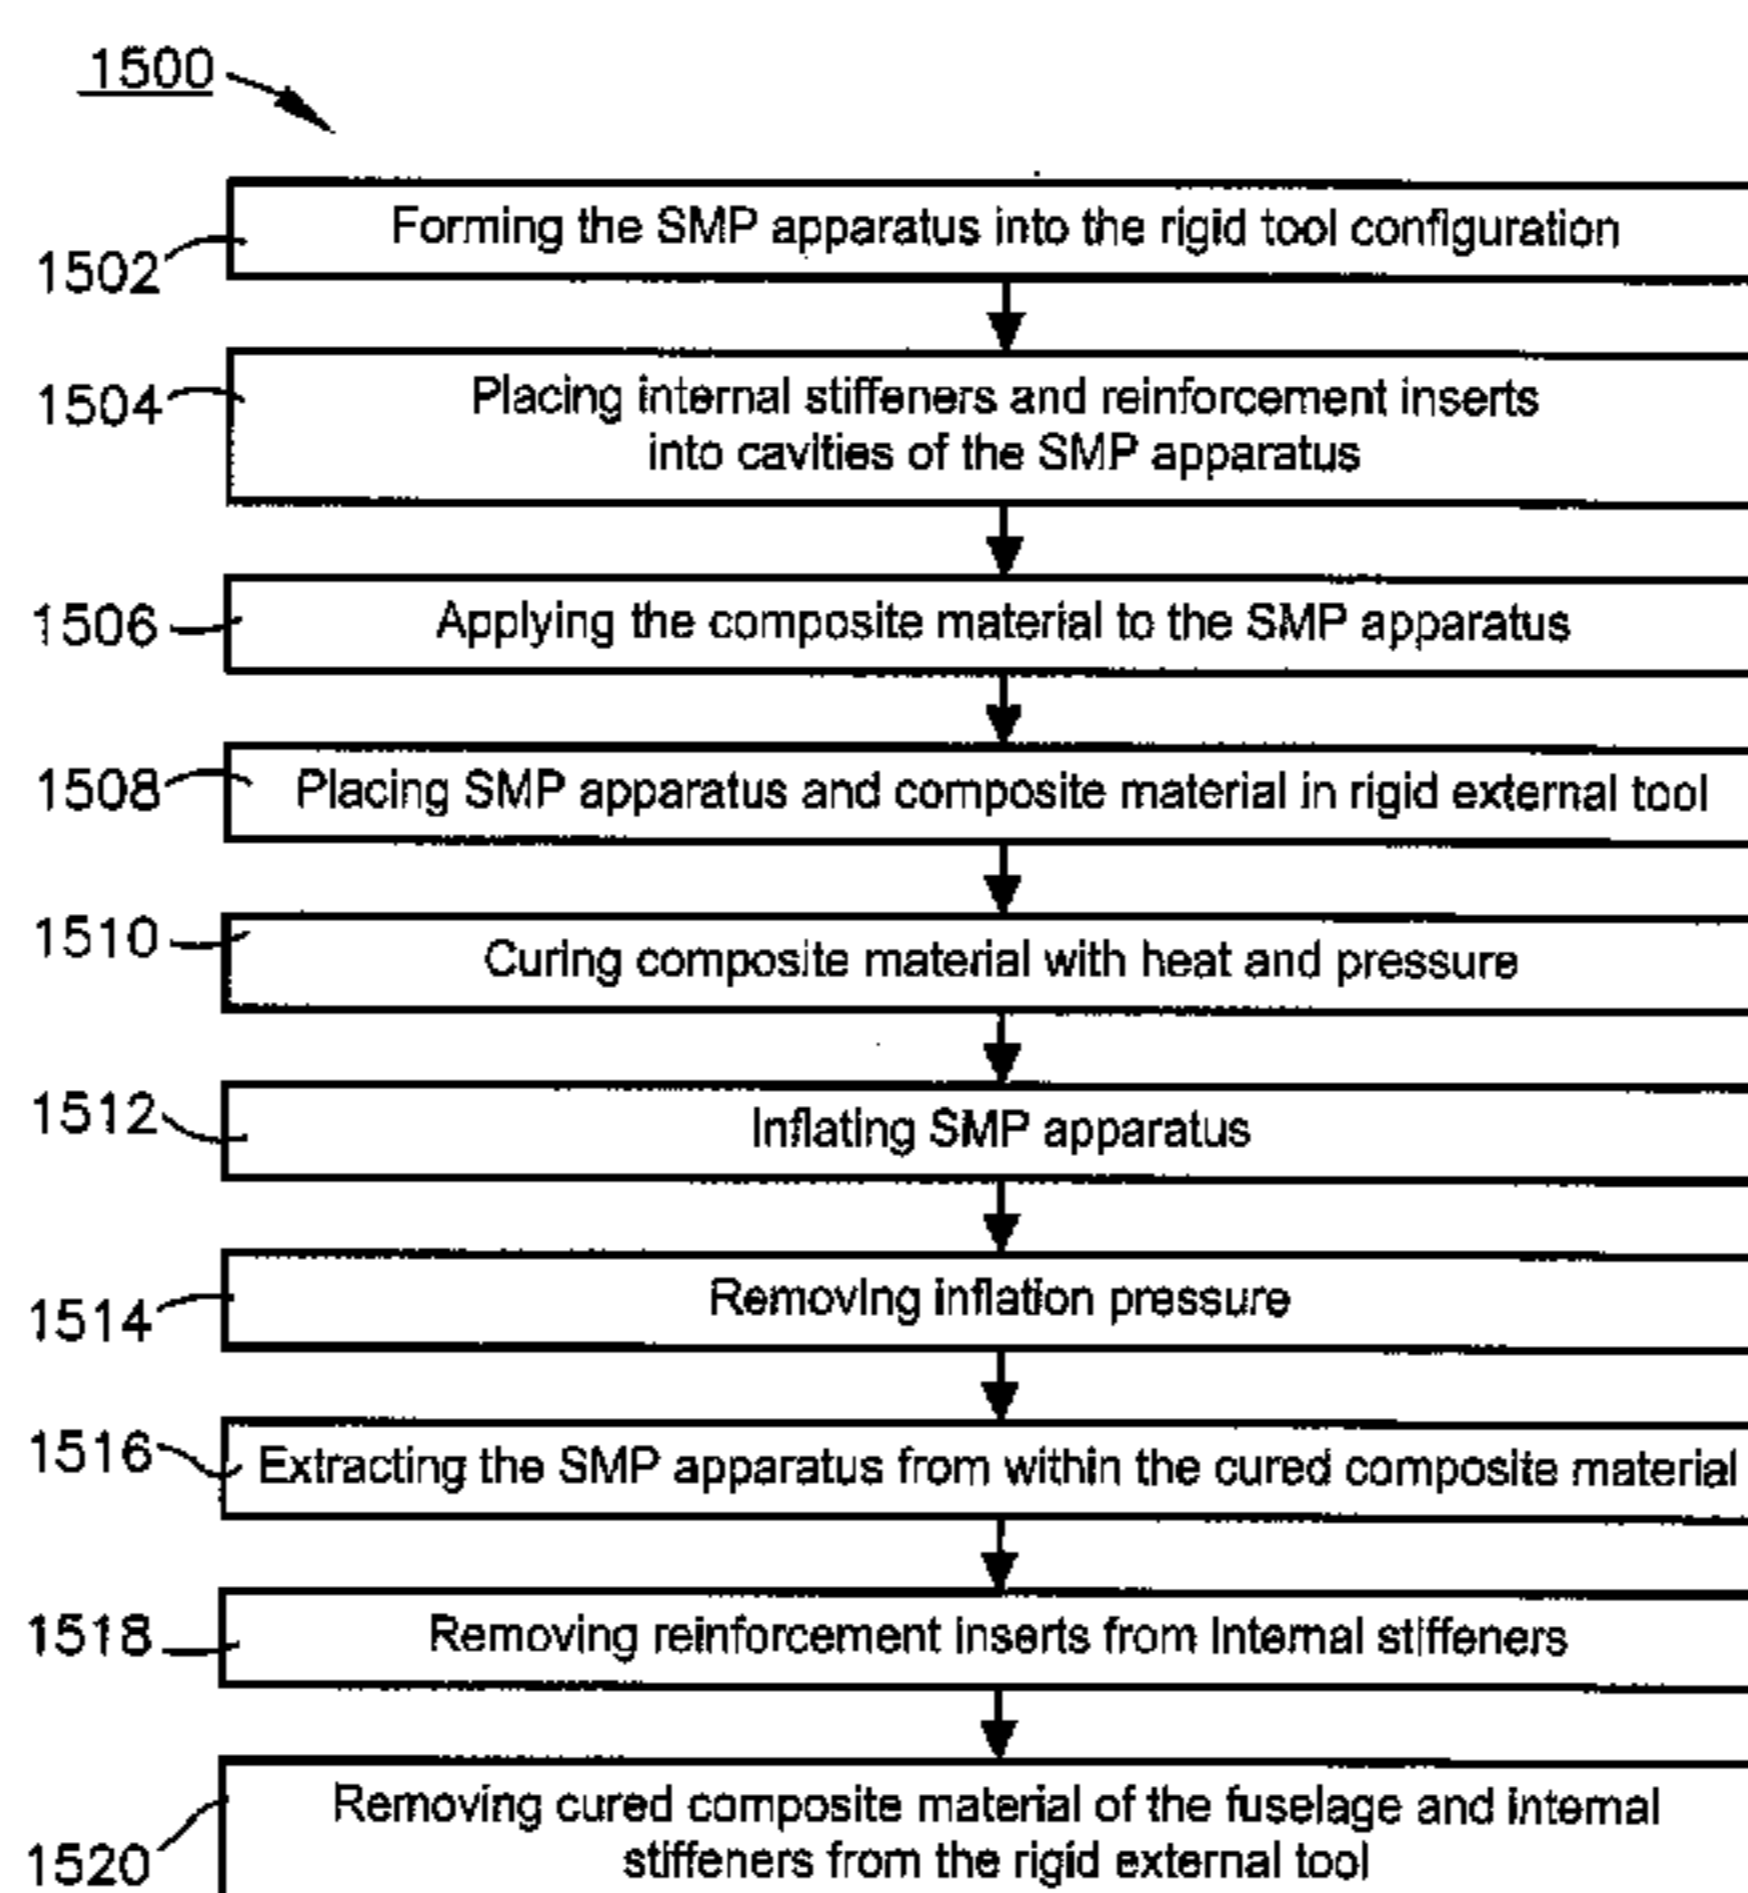 1500
1502
Forming the SMP apparatus into the rigid tool configuration
1504
Placing internal stiffeners and reinforcement inserts
into cavities of the SMP apparatus
1506
Applying the composite material to the SMP apparatus
1508
Placing SMP apparatus and composite material in rigid external tool
1510
Curing composite material with heat and pressure
1512
Inflating SMP apparatus
1514
Removing inflation pressure
1516
Extracting the SMP apparatus from within the cured composite material
1518
Removing reinforcement inserts from internal stiffeners
1520
Removing cured composite material of the fuselage and internal
stiffeners from the rigid external tool